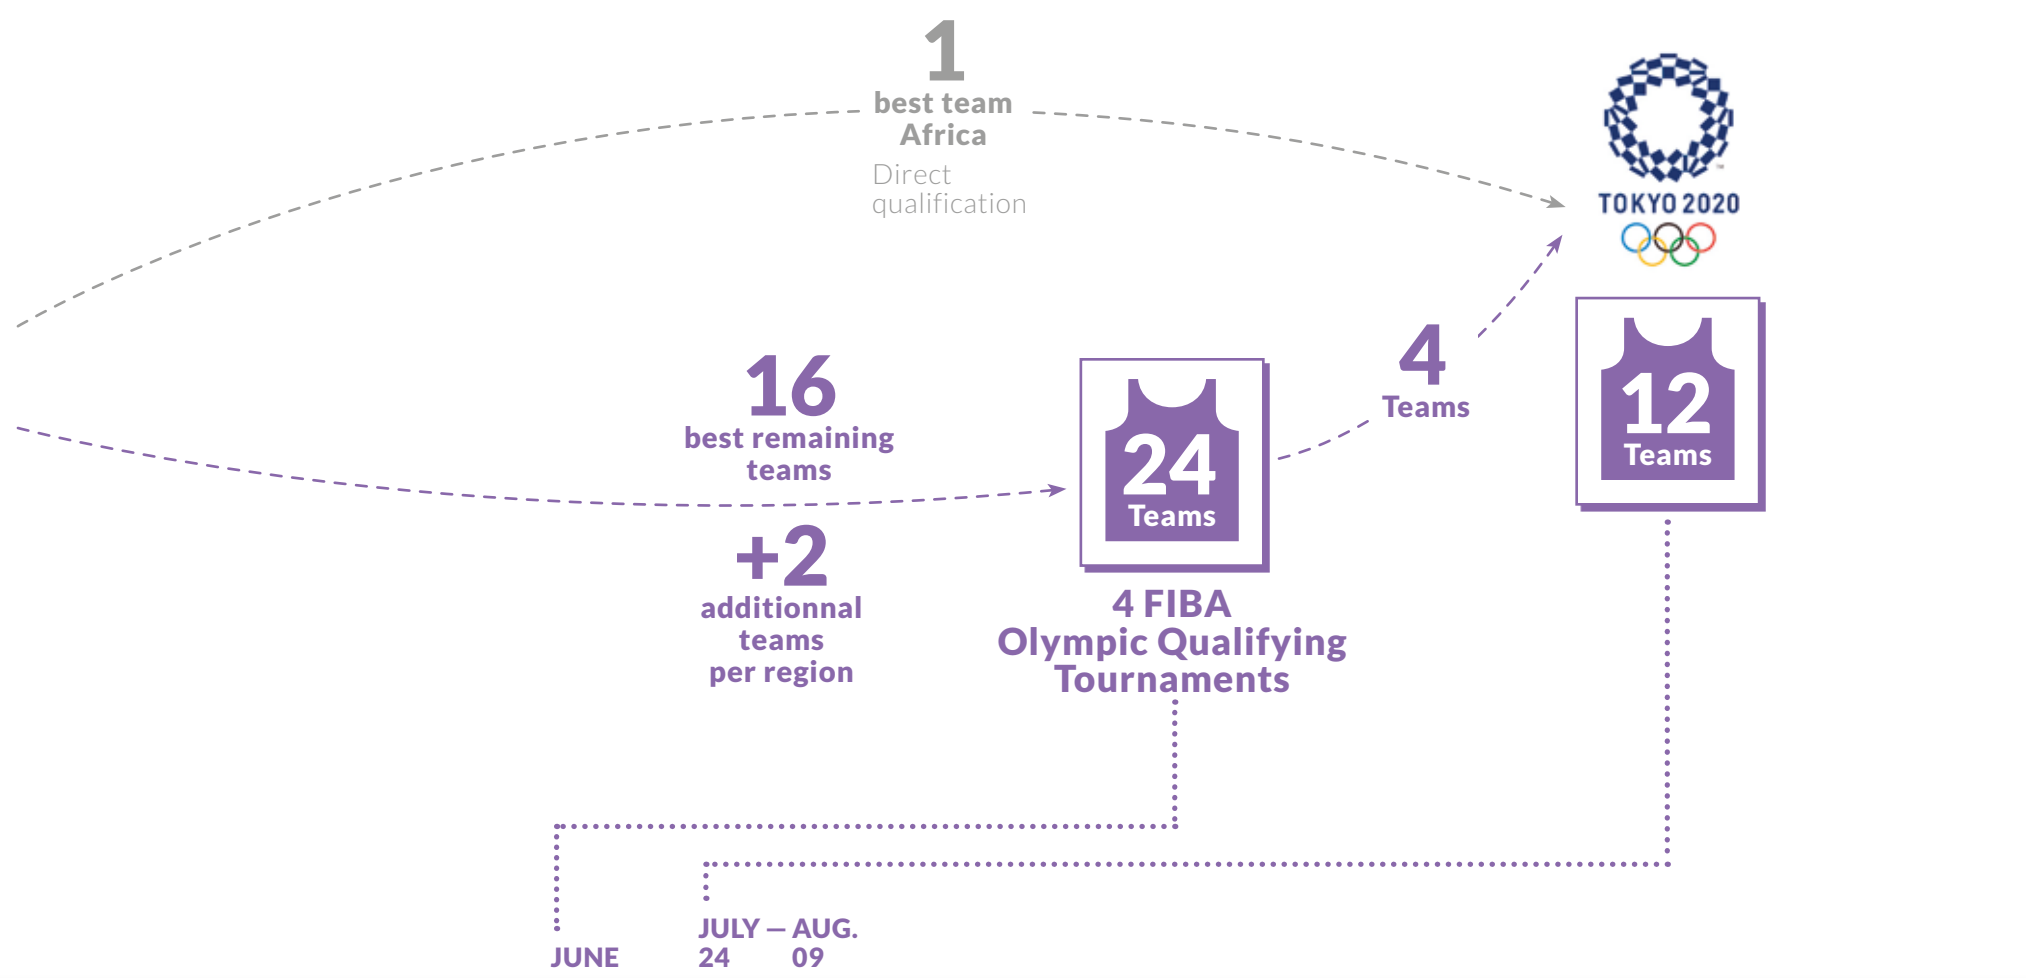 1
best team
Africa
Direct
qualification
TOKYO 2020
16
best remaining
teams
+2
additionnal
teams
per region
24
Teams
4 FIBA
Olympic Qualifying
Tournaments
4
Teams
12
Teams
JUNE
JULY — AUG.
24 09